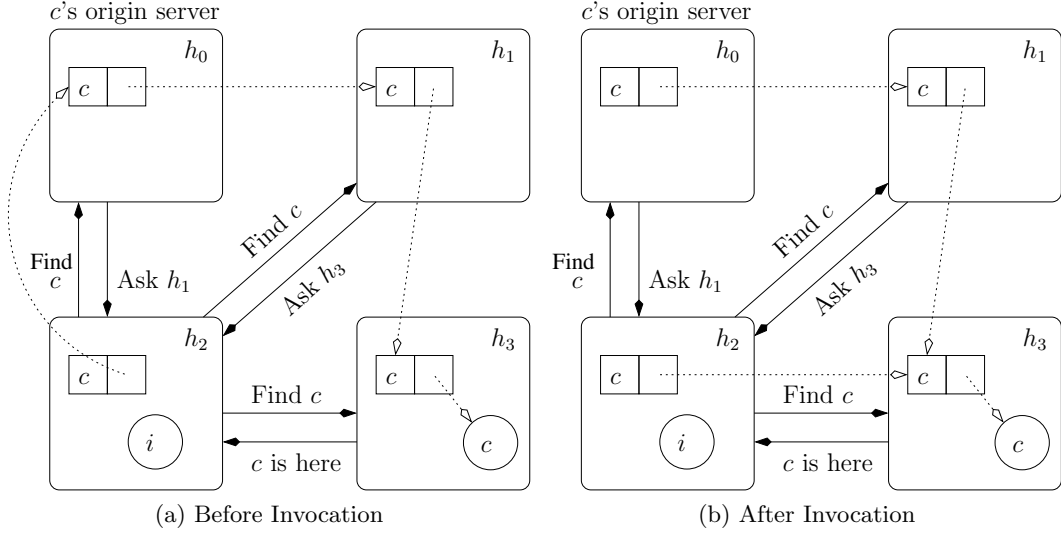 c's origin server
h0
h1
c
c
Find c
Find
c
Ask h1
Ask h3
h2
h3
c
c
Find c
i
c
c is here
(a) Before Invocation
c's origin server
h0
h1
c
c
Find c
Find
c
Ask h1
Ask h3
h2
h3
c
c
Find c
i
c
c is here
(b) After Invocation